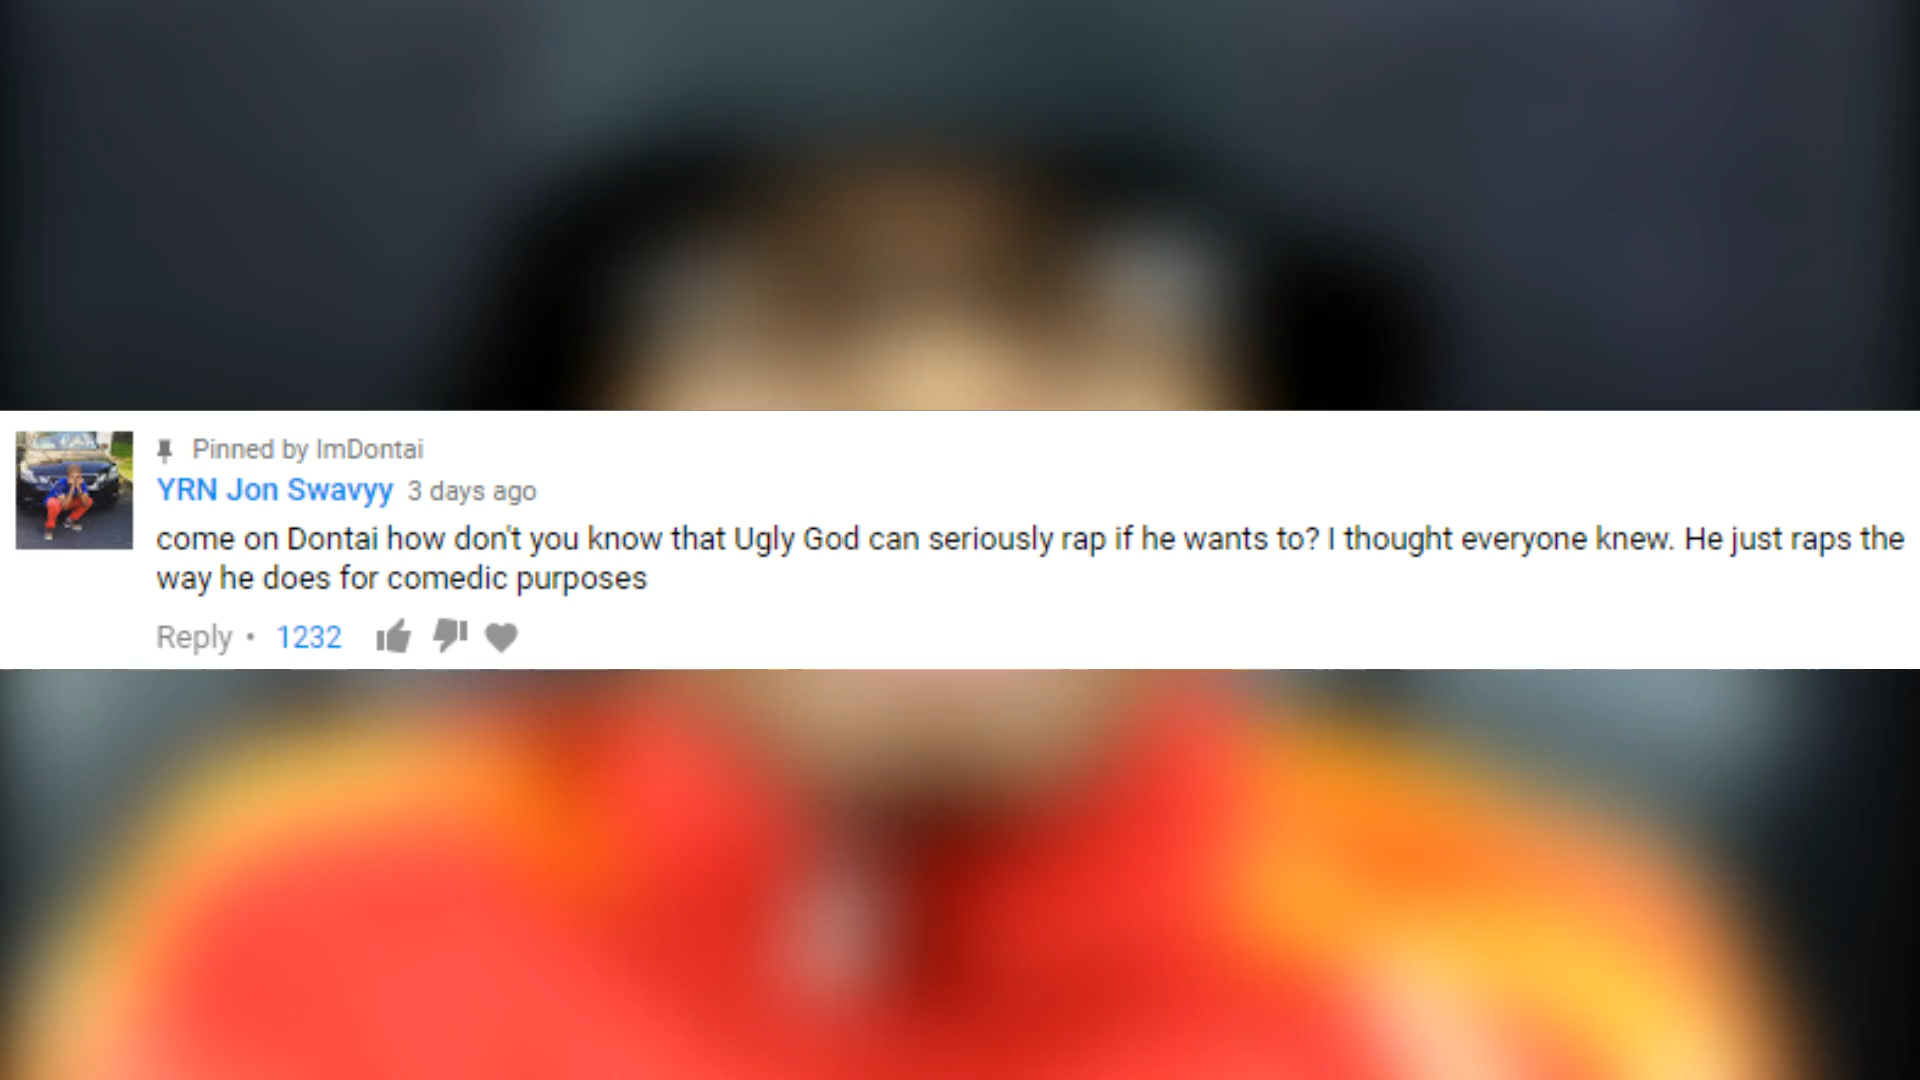 Pinned by ImDontai
YRN Jon Swavyy 3 days ago
come on Dontai how don't you know that Ugly God can seriously rap if he wants to? I thought everyone knew. He just raps the
way he does for comedic purposes
Reply • 1232